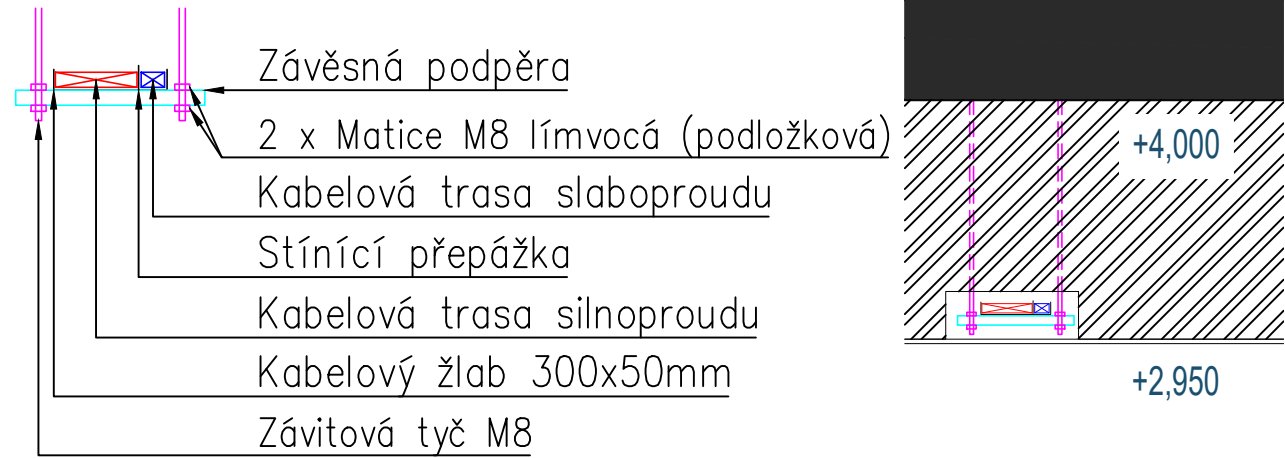 Závěsná podpěra
2 x Matice M8 límvocá (podložková)
Kabelová trasa slaboproudu
Stínící přepážka
Kabelová trasa silnoproudu
Kabelový žlab 300x50mm
Závitová tyč M8
+4,000
+2,950